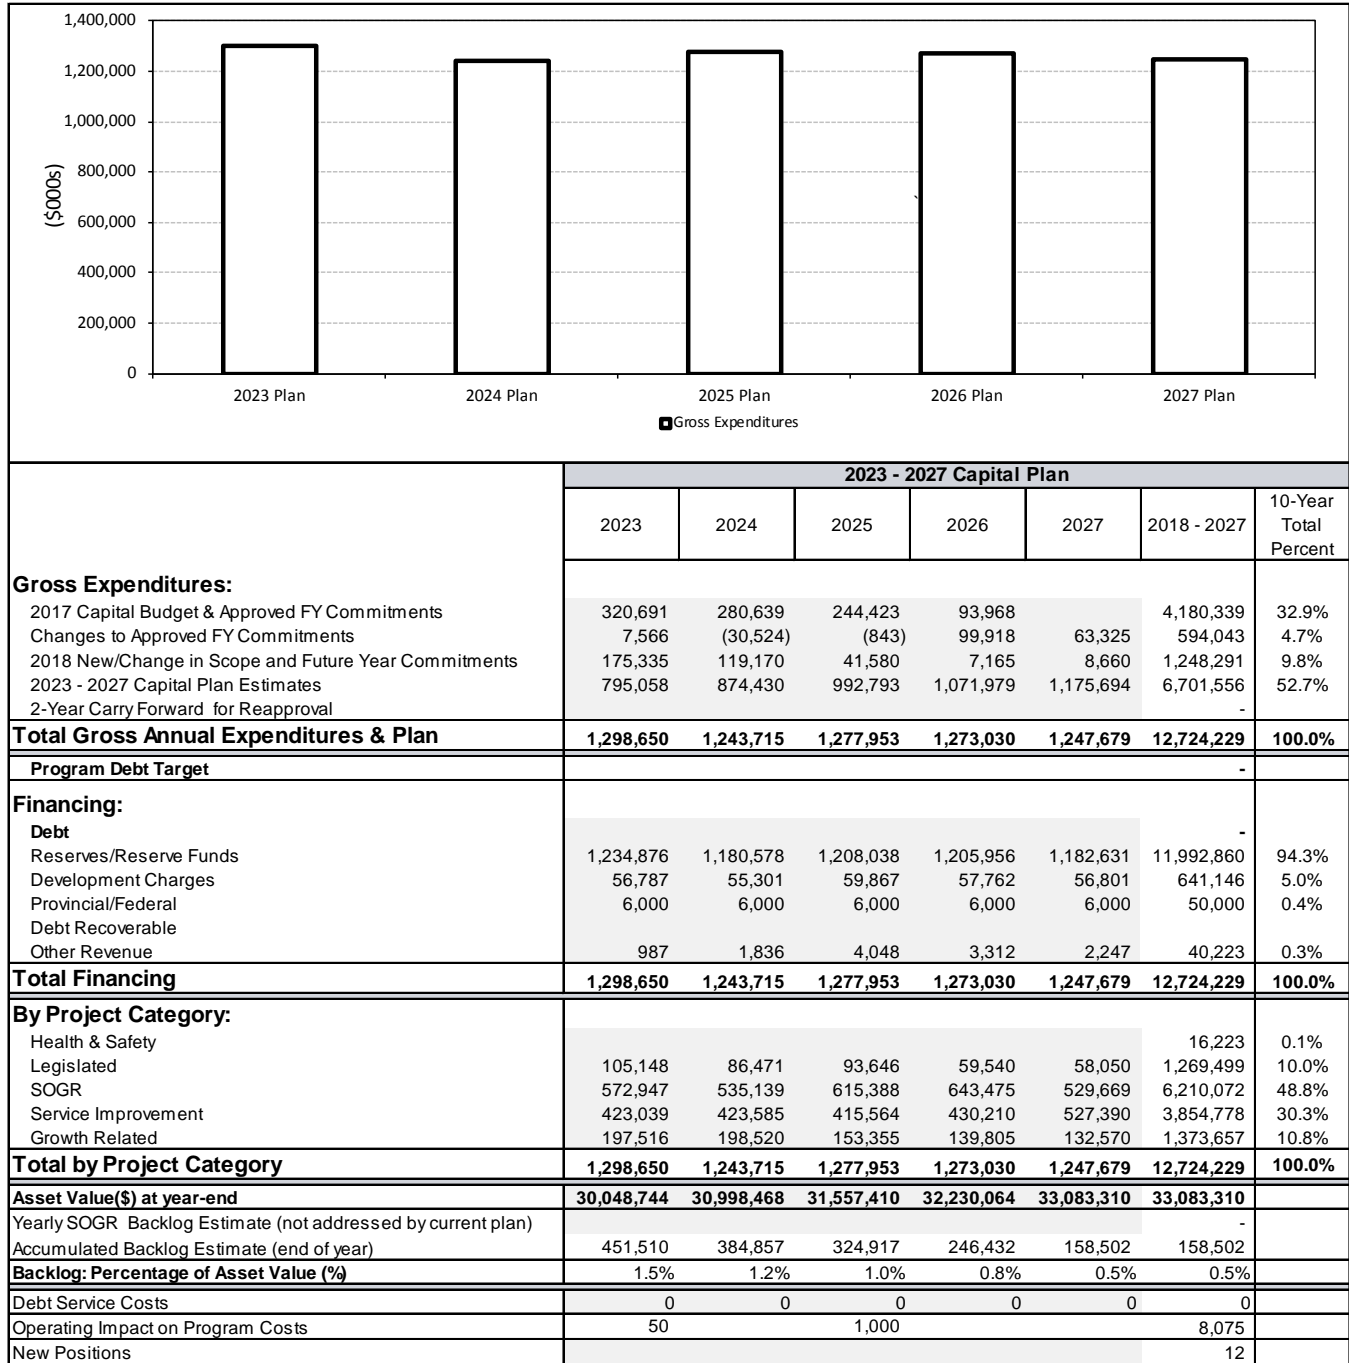 1,400,000
1,200,000
1,000,000
800,000
600,000
400,000
200,000
0
($000s)
2023 Plan 2024 Plan 2025 Plan 2026 Plan 2027 Plan
Gross Expenditures
2023 - 2027 Capital Plan
2023 2024 2025 2026 2027 2018 - 2027 10-Year Total Percent
Gross Expenditures:
2017 Capital Budget & Approved FY Commitments 320,691 280,639 244,423 93,968 4,180,339 32.9%
Changes to Approved FY Commitments 7,566 (30,524) (843) 99,918 63,325 594,043 4.7%
2018 New/Change in Scope and Future Year Commitments 175,335 119,170 41,580 7,165 8,660 1,248,291 9.8%
2023 - 2027 Capital Plan Estimates 795,058 874,430 992,793 1,071,979 1,175,694 6,701,556 52.7%
2-Year Carry Forward for Reapproval -
Total Gross Annual Expenditures & Plan 1,298,650 1,243,715 1,277,953 1,273,030 1,247,679 12,724,229 100.0%
Program Debt Target -
Financing:
Debt -
Reserves/Reserve Funds 1,234,876 1,180,578 1,208,038 1,205,956 1,182,631 11,992,860 94.3%
Development Charges 56,787 55,301 59,867 57,762 56,801 641,146 5.0%
Provincial/Federal 6,000 6,000 6,000 6,000 6,000 50,000 0.4%
Debt Recoverable
Other Revenue 987 1,836 4,048 3,312 2,247 40,223 0.3%
Total Financing 1,298,650 1,243,715 1,277,953 1,273,030 1,247,679 12,724,229 100.0%
By Project Category:
Health & Safety 16,223 0.1%
Legislated 105,148 86,471 93,646 59,540 58,050 1,269,499 10.0%
SOGR 572,947 535,139 615,388 643,475 529,669 6,210,072 48.8%
Service Improvement 423,039 423,585 415,564 430,210 527,390 3,854,778 30.3%
Growth Related 197,516 198,520 153,355 139,805 132,570 1,373,657 10.8%
Total by Project Category 1,298,650 1,243,715 1,277,953 1,273,030 1,247,679 12,724,229 100.0%
Asset Value($) at year-end 30,048,744 30,998,468 31,557,410 32,230,064 33,083,310 33,083,310
Yearly SOGR Backlog Estimate (not addressed by current plan) -
Accumulated Backlog Estimate (end of year) 451,510 384,857 324,917 246,432 158,502 158,502
Backlog: Percentage of Asset Value (%) 1.5% 1.2% 1.0% 0.8% 0.5% 0.5%
Debt Service Costs 0 0 0 0 0 0
Operating Impact on Program Costs 50 1,000 8,075
New Positions 12